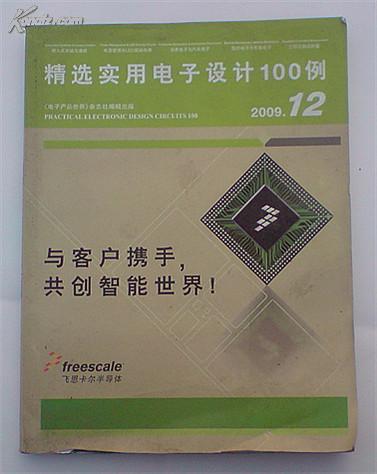 精选实用电子设计100例
《电子产品世界》杂志社编辑出版
PRACTICAL ELECTRONIC DESIGN CIRCUITS 100
2009.12
与客户携手，
共创智能世界！
freescale
飞思卡尔半导体